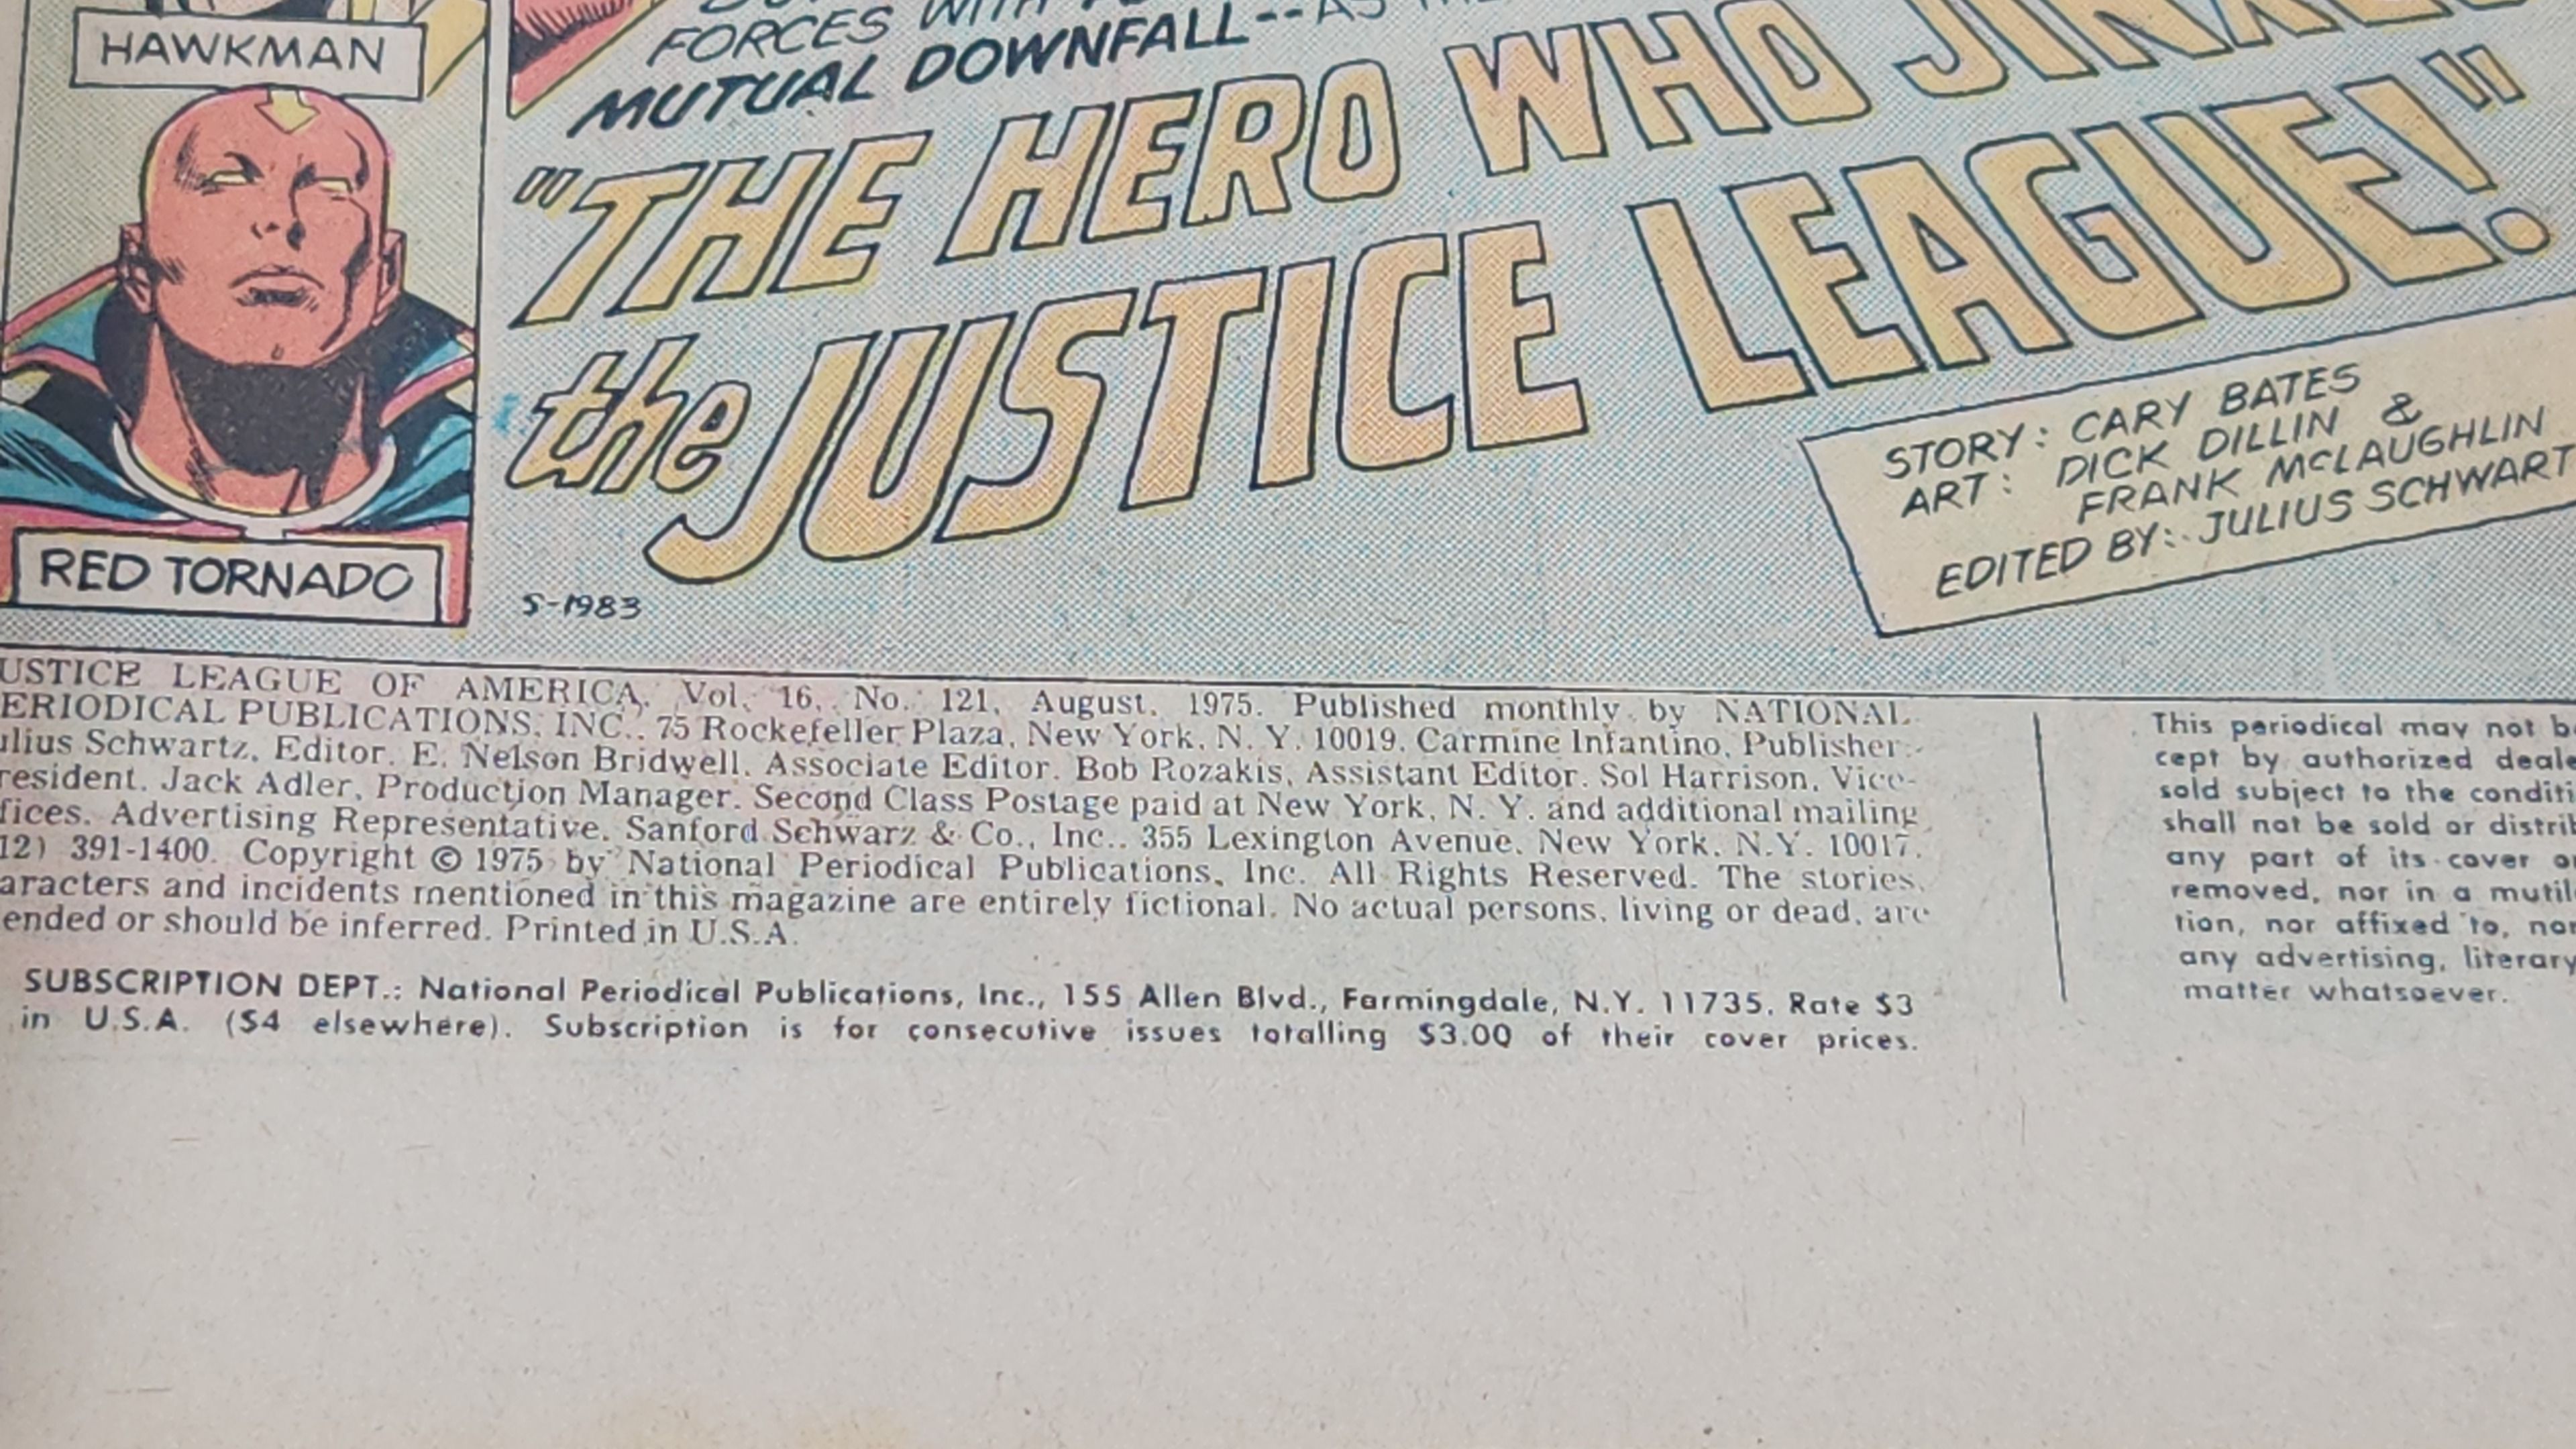 HAWKMAN
RED TORNADO
FORCES WITH
MUTUAL DOWNFALL--AS
"THE HERO WHO
the JUSTICE LEAGUE!"
STORY: CARY BATES
ART: DICK DILLIN &
FRANK McLAUGHLIN
EDITED BY: JULIUS SCHWART
S-1983
USTICE LEAGUE OF AMERICA. Vol. 16, No. 121, August, 1975. Published monthly by NATIONAL
ERIODICAL PUBLICATIONS, INC., 75 Rockefeller Plaza, New York, N. Y. 10019. Carmine Infantino, Publisher.
ulius Schwartz, Editor. E. Nelson Bridwell, Associate Editor. Bob Rozakis, Assistant Editor. Sol Harrison, Vice-
resident. Jack Adler, Production Manager. Second Class Postage paid at New York, N. Y. and additional mailing
fices. Advertising Representative, Sanford Schwarz & Co., Inc., 355 Lexington Avenue, New York, N.Y. 10017.
12) 391-1400. Copyright © 1975 by National Periodical Publications, Inc. All Rights Reserved. The stories,
aracters and incidents mentioned in this magazine are entirely fictional. No actual persons, living or dead, are
ended or should be inferred. Printed in U.S.A.
SUBSCRIPTION DEPT.: National Periodical Publications, Inc., 155 Allen Blvd., Farmingdale, N.Y. 11735. Rate $3
in U.S.A. ($4 elsewhere). Subscription is for consecutive issues totalling $3.00 of their cover prices.
This periodical may not b
cept by authorized deale
sold subject to the conditi
shall not be sold or distrib
any part of its cover o
removed, nor in a mutil
tion, nor affixed to, nor
any advertising, literary
matter whatsoever.